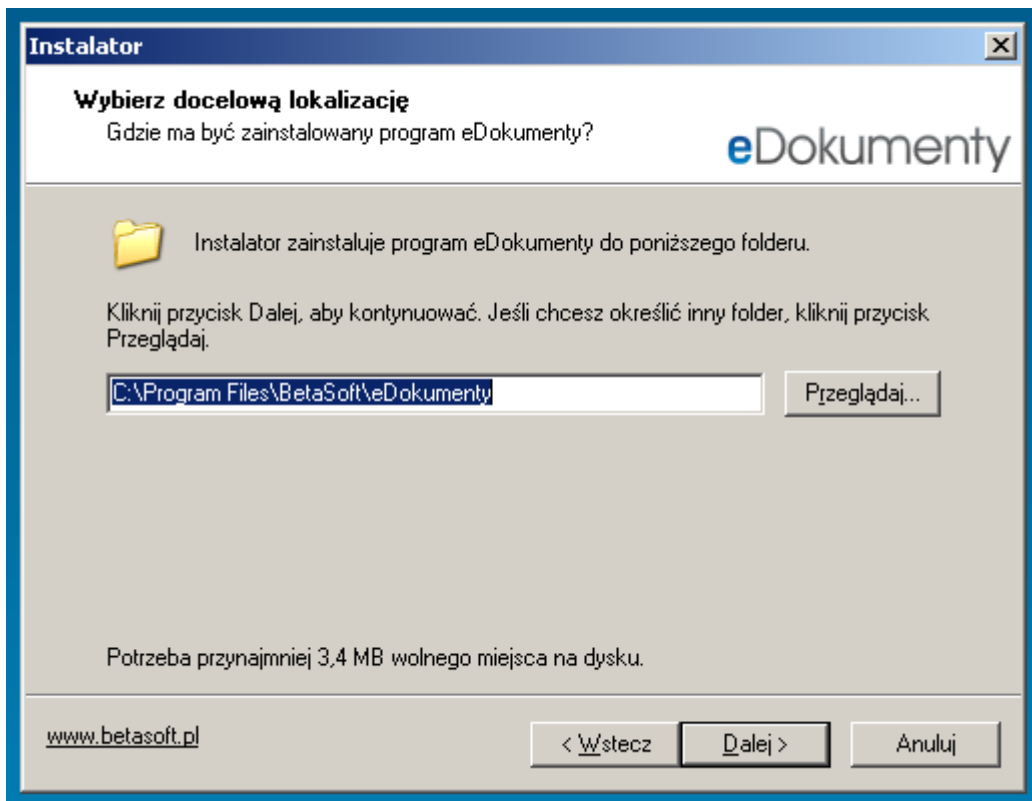 Instalator
Wybierz docelową lokalizację
Gdzie ma być zainstalowany program eDokumenty?
eDokumenty
Instalator zainstaluje program eDokumenty do poniższego folderu.
Kliknij przycisk Dalej, aby kontynuować. Jeśli chcesz określić inny folder, kliknij przycisk
Przeglądaj.
C:\Program Files\BetaSoft\eDokumenty
Przeglądaj...
Potrzeba przynajmniej 3,4 MB wolnego miejsca na dysku.
www.betasoft.pl
< Wstecz
Dalej >
Anuluj